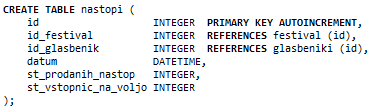 CREATE TABLE nastopi (
id INTEGER PRIMARY KEY AUTOINCREMENT,
id_festival INTEGER REFERENCES festival (id),
id_glasbenik INTEGER REFERENCES glasbeniki (id),
datum DATETIME,
st_prodanih_nastop INTEGER,
st_vstopnic_na_voljo INTEGER
);